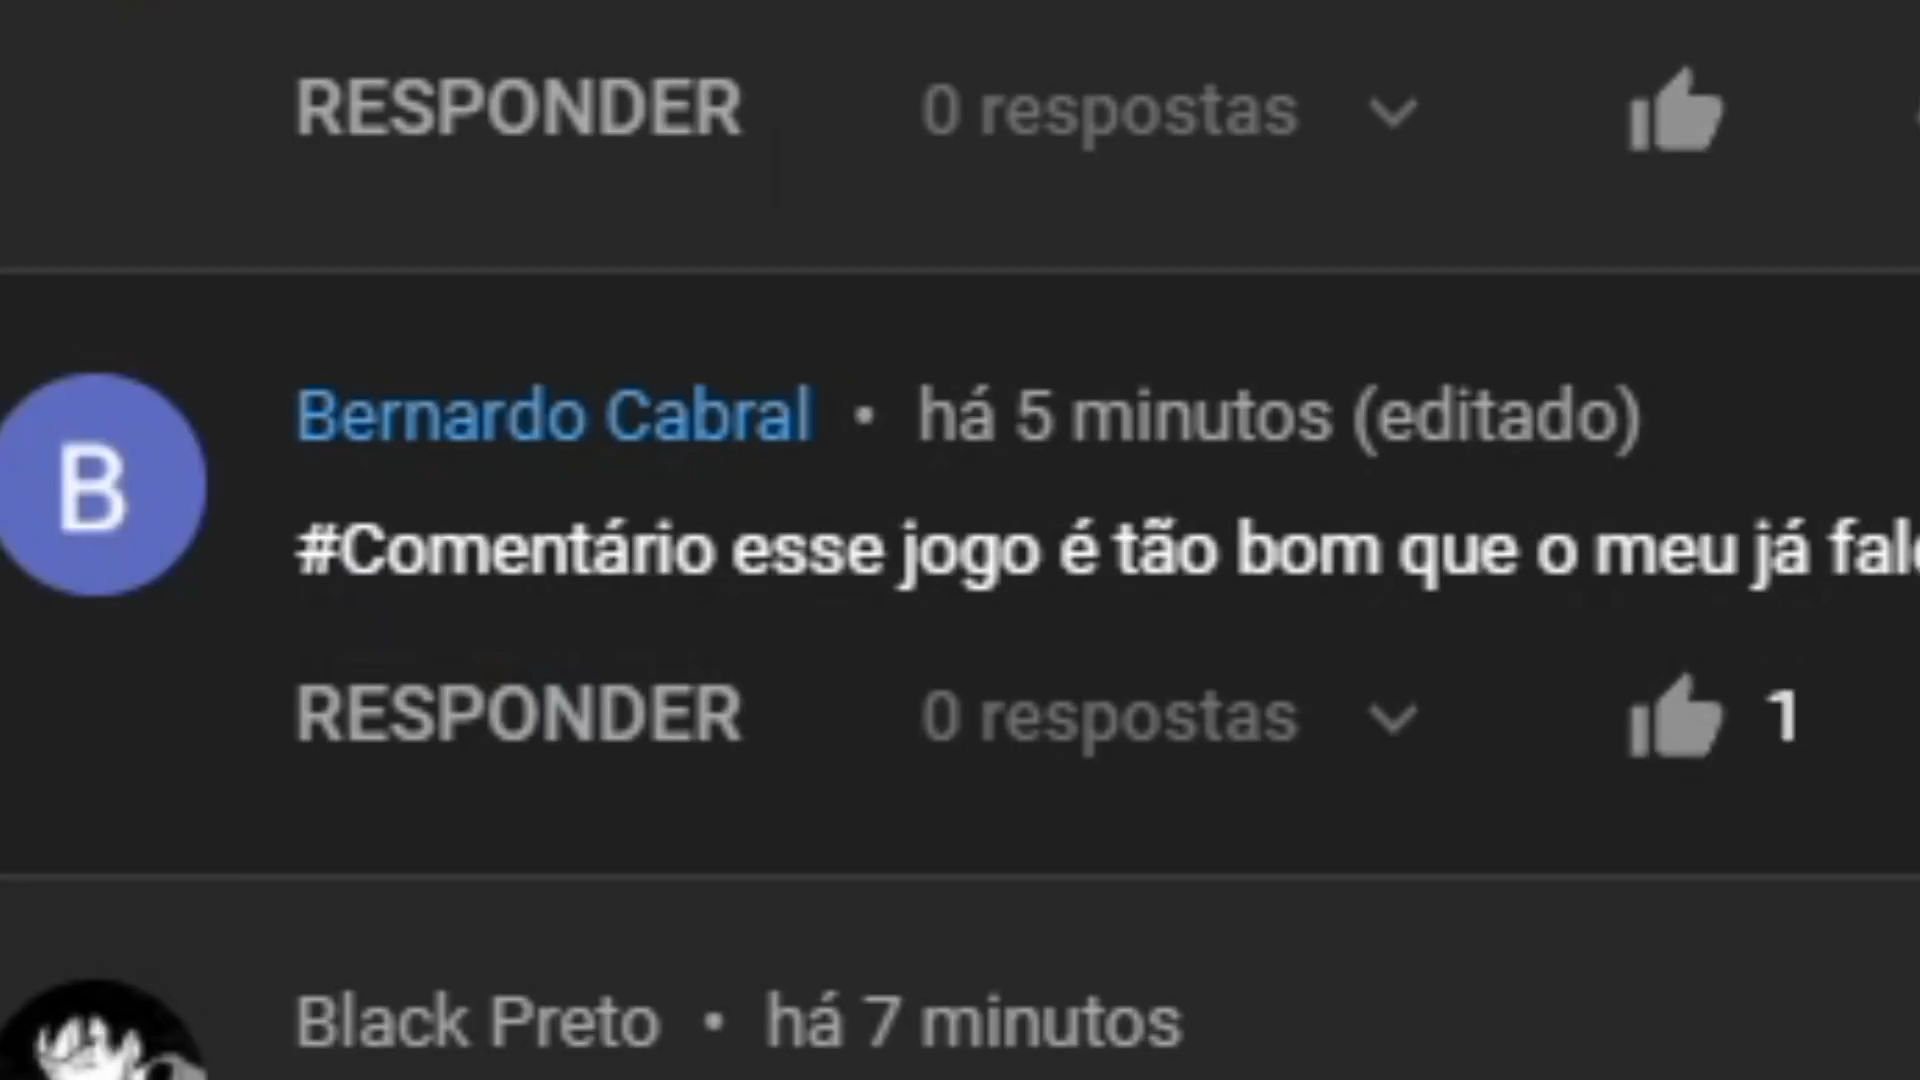 RESPONDER 0 respostas
B
Bernardo Cabral • há 5 minutos (editado)
#Comentário esse jogo é tão bom que o meu já
RESPONDER 0 respostas 1
Black Preto • há 7 minutos